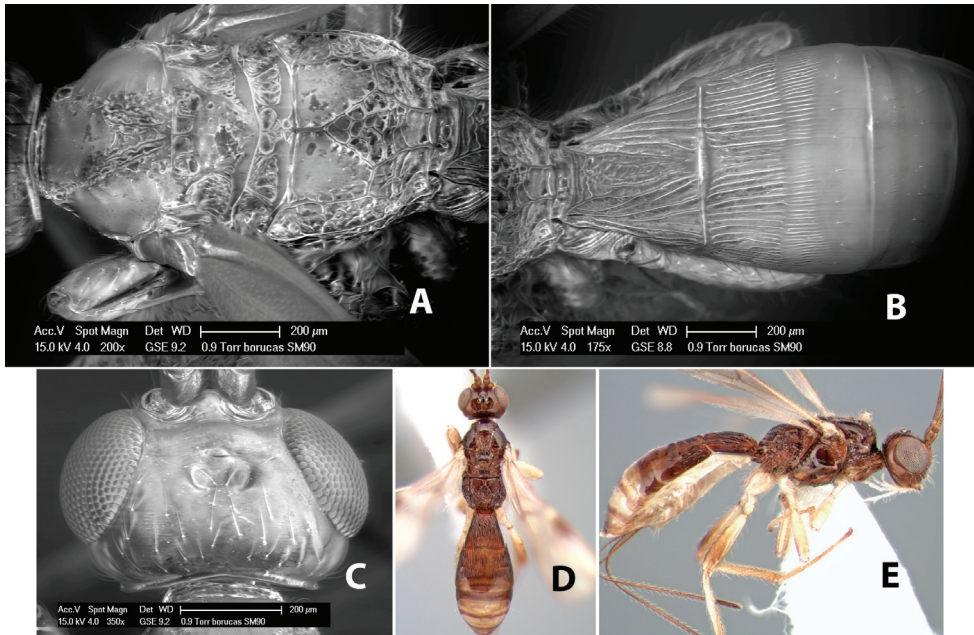 A
Acc.V Spot Magn Det WD 200 µm
15.0 kV 4.0 200x GSE 9.2 0.9 Torr borucas SM90
B
Acc.V Spot Magn Det WD 200 µm
15.0 kV 4.0 175x GSE 8.8 0.9 Torr borucas SM90
C
Acc.V Spot Magn Det WD 200 µm
15.0 kV 4.0 350x GSE 9.2 0.9 Torr borucas SM90
D
E